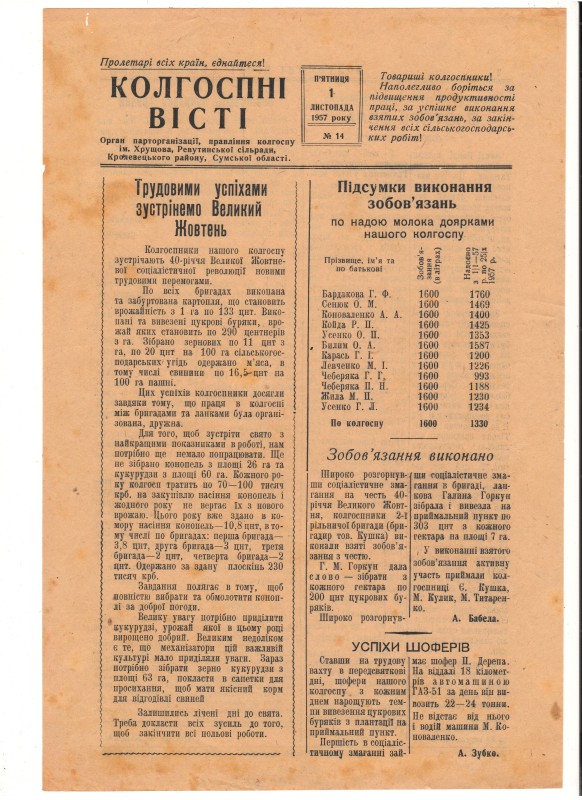 Пролетарі всіх країн, єднайтеся!
КОЛГОСПНІ
ВІСТІ
Орган парторганізації, правління колгоспу
ім. Хрущова, Ревутинської сільради,
Кролевецького району, Сумської області.
П'ЯТНИЦЯ
1
ЛИСТОПАДА
1957 року
№ 14
Товариші колгоспники!
Наполегливо боріться за
підвищення продуктивності
праці, за успішне виконання
взятих зобов'язань, за закін-
чення всіх сільськогосподарсь-
ких робіт!
Трудовими успіхами
зустрінемо Великий
Жовтень
Колгоспники нашого колгоспу
зустрічають 40-річчя Великої Жовтне-
вої соціалістичної революції новими
трудовими перемогами.
По всіх бригадах викопана
та забуртована картопля, що становить
врожайність з 1 га по 133 цнт. Вико-
пані та вивезені цукрові буряки, вро-
жай яких становить по 290 центнерів
з га. Зібрано зернових по 11 цнт з
га, по 20 цнт на 100 га сільськогос-
подарських угідь одержано м'яса, в
тому числі свинини по 16,5 цнт на
100 га пашні.
Цих успіхів колгоспники досягли
завдяки тому, що праця в колгоспі
між бригадами та ланками була органі-
зована, дружна.
Для того, щоб зустріти свято з
найкращими показниками в роботі, нам
потрібно ще немало попрацювати. Ще
не зібрано конопель з площі 26 га та
кукурудзи з площі 60 га. Кожного ро-
ку колгосп тратить по 70—100 тисяч
крб. на закупівлю насіння конопель і
жодного року не вертає їх з нового
врожаю. Цього року вже здано в ко-
мору насіння конопель—10,8 цнт, в то-
му числі по бригадах: перша бригада—
3,8 цнт, друга бригада—3 цнт, третя
бригада—2 цнт, четверта бригада—2
цнт. Одержано за здану плоскінь 230
тисяч крб.
Завдання полягає в тому, щоб
повністю вибрати та обмолотити коноп-
лі за доброї погоди.
Велику увагу потрібно приділити
кукурудзі, урожай якої в цьому році
вирощено добрий. Великим недоліком
є те, що механізатори цій важливій
культурі мало приділяли уваги. Зараз
потрібно зібрати зерно кукурудзи з
площі 63 га, покласти в сапетки для
просихання, щоб мати якісний корм
для відгодівлі свиней
Залишились лічені дні до свята.
Треба докласти всіх зусиль до того,
щоб закінчити всі польові роботи.
Підсумки виконання
зобов'язань
по надою молока доярками
нашого колгоспу
Прізвище, ім'я та
по батькові
Зобов'я-
зання
(в літрах)
Надоєно
з 1/І—57
р. по 25/X
1957 р.
Бардакова Г. Ф. 1600 1760
Сенюк О. М. 1600 1469
Коноваленко А. А. 1600 1400
Койда Р. П. 1600 1425
Усенко О. П. 1600 1353
Билим О. А. 1600 1587
Карась Г. І. 1600 1200
Левченко М. І. 1600 1226
Чеберяка Г. Г. 1600 993
Чеберяка П. Н. 1600 1188
Жила М. П. 1600 1230
Усенко Г. Л. 1600 1234
По колгоспу 1600 1330
Зобов'язання виконано
Широко розгорнув-
ши соціалістичне зма-
гання на честь 40-
річчя Великого Жовт-
ня, колгоспники 2-ї
рільничої бригади (бри-
гадир тов. Кушка) ви-
конали взяті зобов'я-
зання з честю.
Г. М. Горкун дала
слово — зібрати з
кожного гектара по
200 цнт цукрових бу-
ряків.
Широко розгорнув-
ши соціалістичне зма-
гання в бригаді, лан-
кова Галина Горкун
зібрала і вивезла на
приймальний пункт по
303 цнт з кожного
гектара на площі 7 га.
У виконанні взятого
зобов'язання активну
участь приймали кол-
госпниці Є. Кушка,
М. Кулик, М. Титарен-
ко.
А. Бабела.
УСПІХИ ШОФЕРІВ
Ставши на трудову
вахту в передсвяткові
дні, шофери нашого
колгоспу з кожним
днем нарощують тем-
пи вивезення цукрових
буряків з плантації на
приймальний пункт.
Першість в соціаліс-
тичному змаганні зай-
має шофер П. Дерепа.
На віддалі 18 кіломет-
рів автомашиною
ГАЗ-51 за день він ви-
возить 22—24 тонни.
Не відстає від нього
і водій машини М. Ко-
новаленко.
А. Зубко.